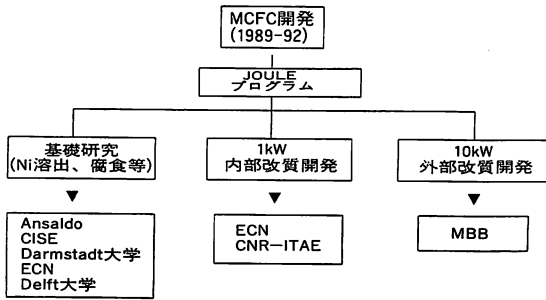 MCFC開発
(1989-92)
JOULE
プログラム
基礎研究
(Ni溶出、腐食等)
1kW
内部改質開発
10kW
外部改質開発
Ansaldo
CISE
Darmstadt大学
ECN
Delft大学
ECN
CNR－ITAE
MBB